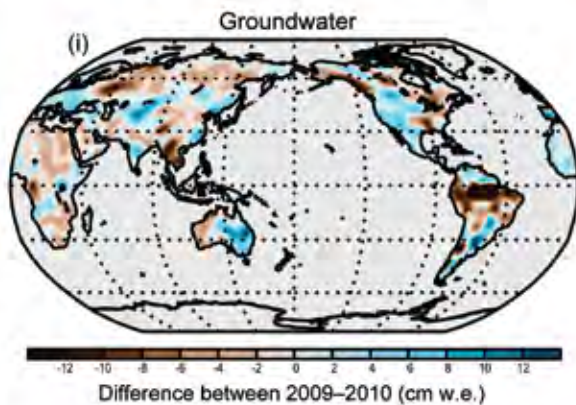 Groundwater
(i)
-12 -10 -8 -6 -4 -2 0 2 4 6 8 10 12
Difference between 2009–2010 (cm w.e.)